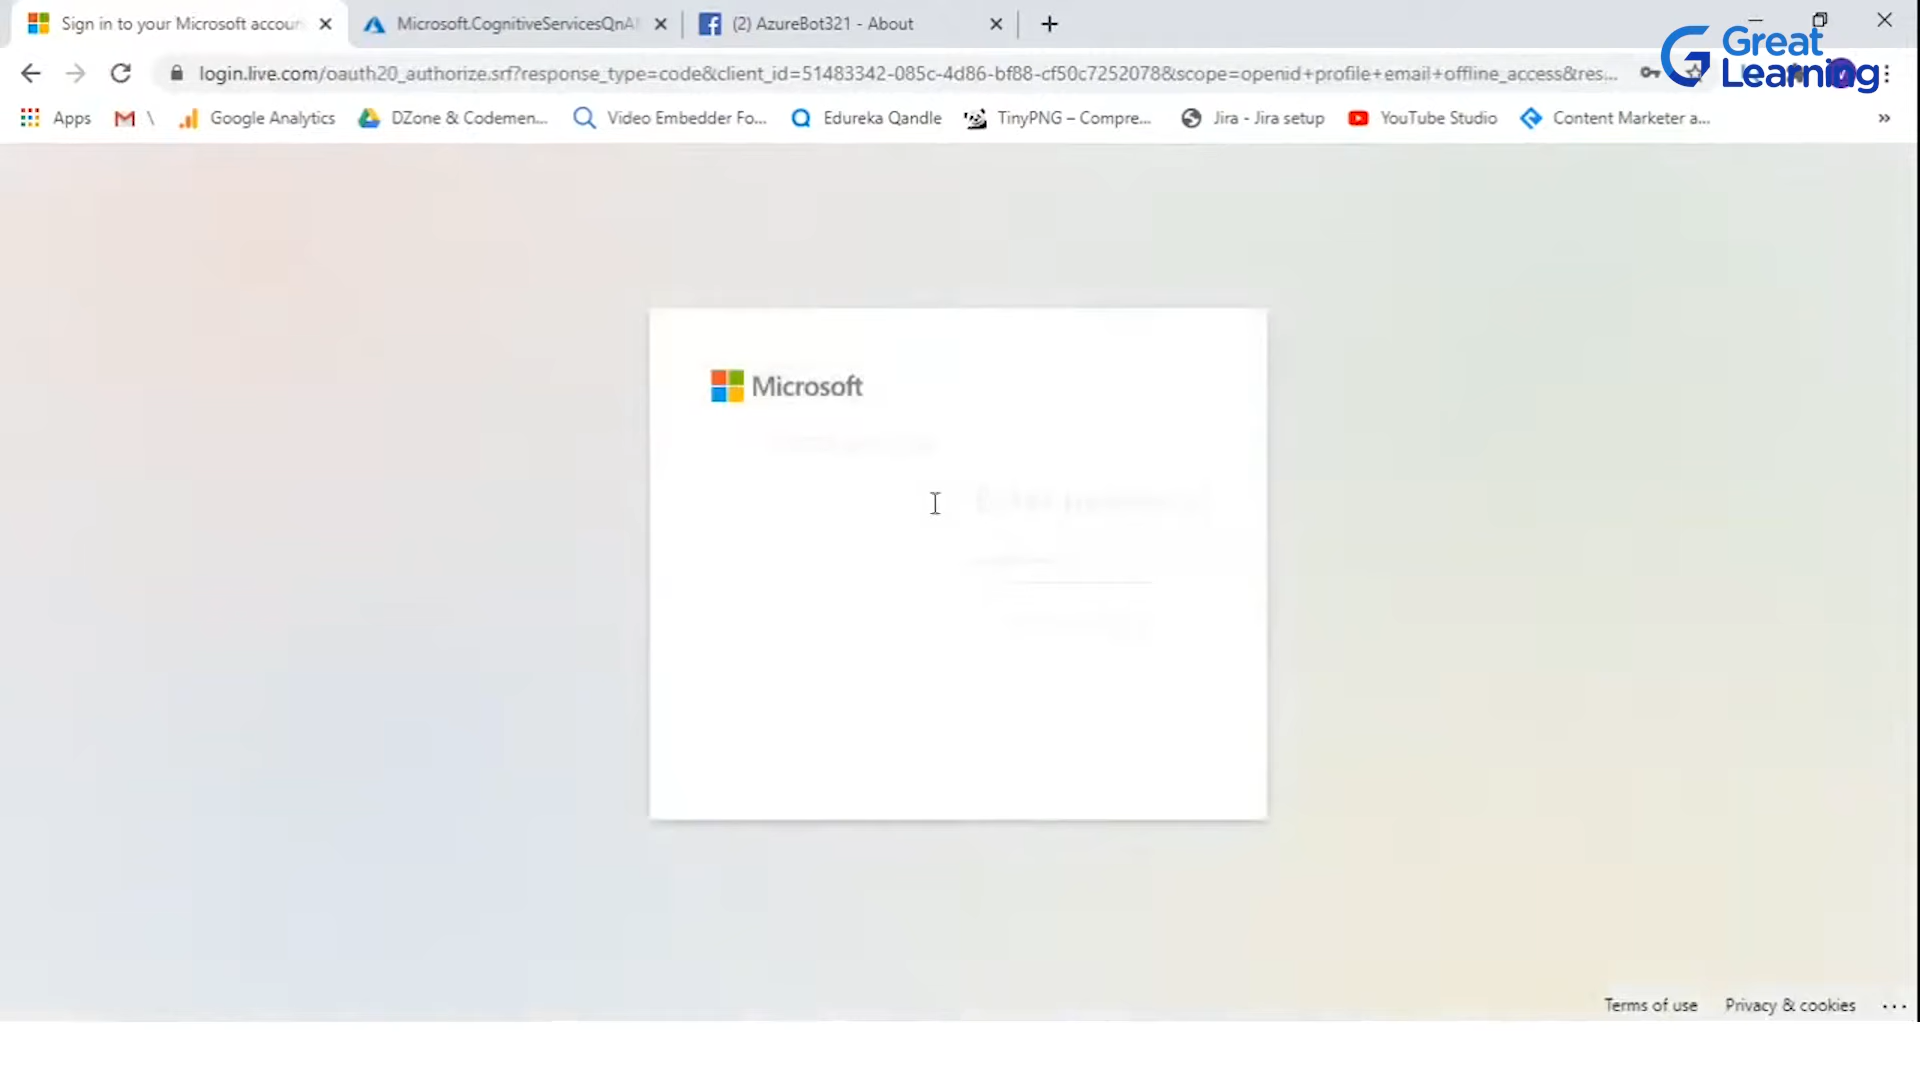 Sign in to your Microsoft accoun
Microsoft.CognitiveServicesQnA
(2) AzureBot321 - About
Great
Learning
login.live.com/oauth20_authorize.srf?response_type=code&client_id=51483342-085c-4d86-bf88-cf50c7252078&scope=openid+profile+email+offline_access&res...
Apps
Google Analytics
DZone & Codemen...
Video Embedder Fo...
Edureka Qandle
TinyPNG – Compre...
Jira - Jira setup
YouTube Studio
Content Marketer a...
Microsoft
Terms of use
Privacy & cookies